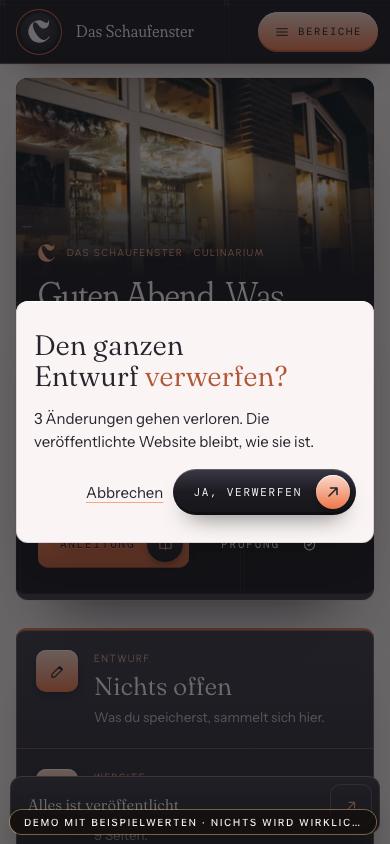 Das Schaufenster
BEREICHE
DAS SCHAUFENSTER · CULINARIUM
Guten Abend. Was
Den ganzen
Entwurf verwerfen?
3 Änderungen gehen verloren. Die
veröffentlichte Website bleibt, wie sie ist.
Abbrechen
JA, VERWERFEN
ANLEITUNG
PRÜFUNG
ENTWURF
Nichts offen
Was du speicherst, sammelt sich hier.
WEBSITE
Alles ist veröffentlicht
DEMO MIT BEISPIELWERTEN · NICHTS WIRD WIRKLIC…
9 Seiten.